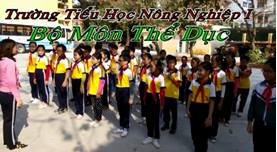 Trường Tiểu Học Nông Nghiệp I
Bộ Môn Thể Dục